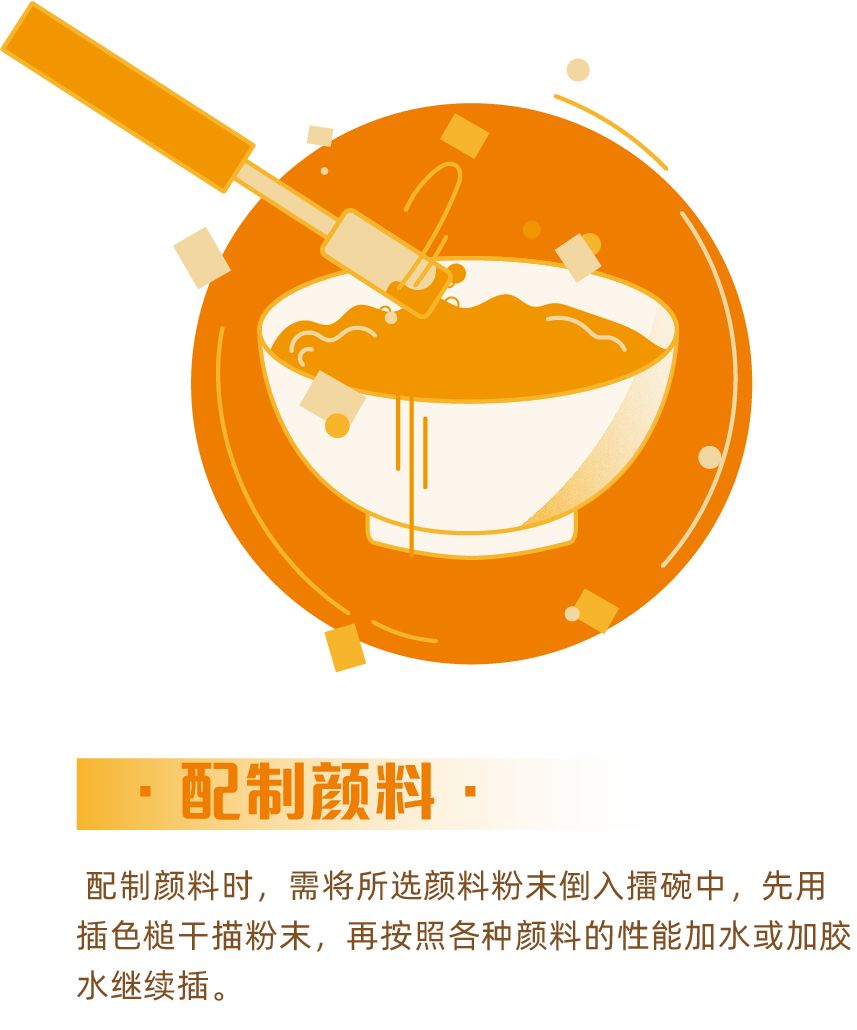 · 配制颜料 ·
配制颜料时，需将所选颜料粉末倒入擂碗中，先用
插色槌干描粉末，再按照各种颜料的性能加水或加胶
水继续插。